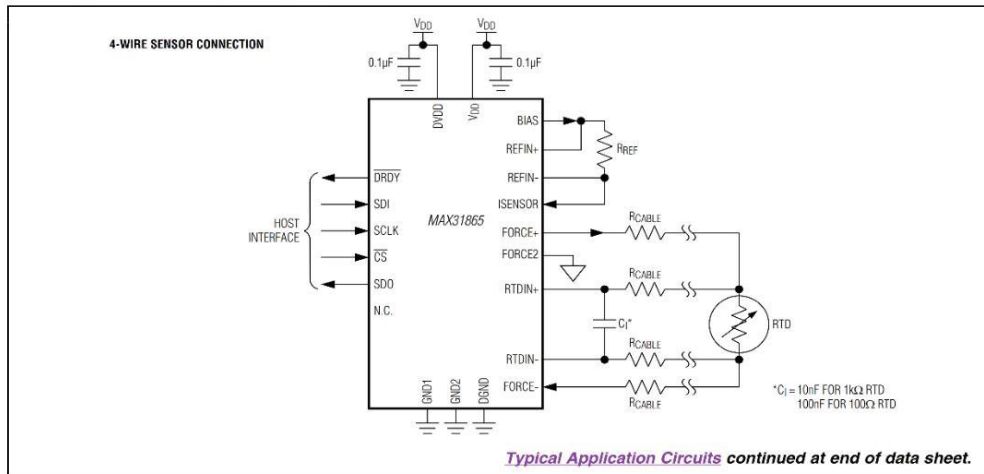 4-WIRE SENSOR CONNECTION
VDD
VDD
0.1µF
0.1µF
DVDD
VDD
BIAS
REFIN+
RREF
REFIN-
ISENSOR
DRDY
SDI
SCLK
CS
SDO
N.C.
HOST
INTERFACE
MAX31865
FORCE+
RCABLE
FORCE2
RTDIN+
RCABLE
CI*
RTD
RTDIN-
RCABLE
FORCE-
RCABLE
GND1
GND2
DGND
*CI = 10nF FOR 1kΩ RTD
100nF FOR 100Ω RTD
Typical Application Circuits continued at end of data sheet.